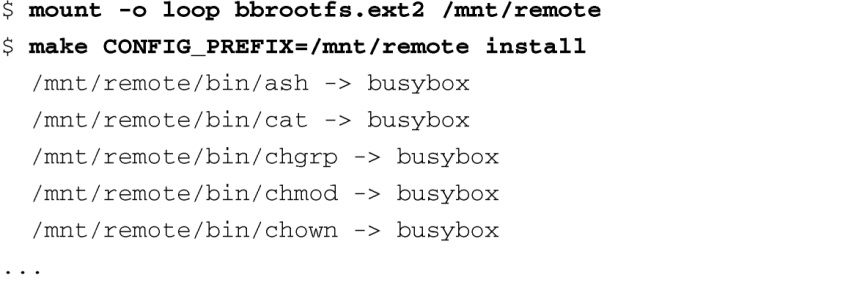 $ mount -o loop bbrootfs.ext2 /mnt/remote
$ make CONFIG_PREFIX=/mnt/remote install
/mnt/remote/bin/ash -> busybox
/mnt/remote/bin/cat -> busybox
/mnt/remote/bin/chgrp -> busybox
/mnt/remote/bin/chmod -> busybox
/mnt/remote/bin/chown -> busybox
...